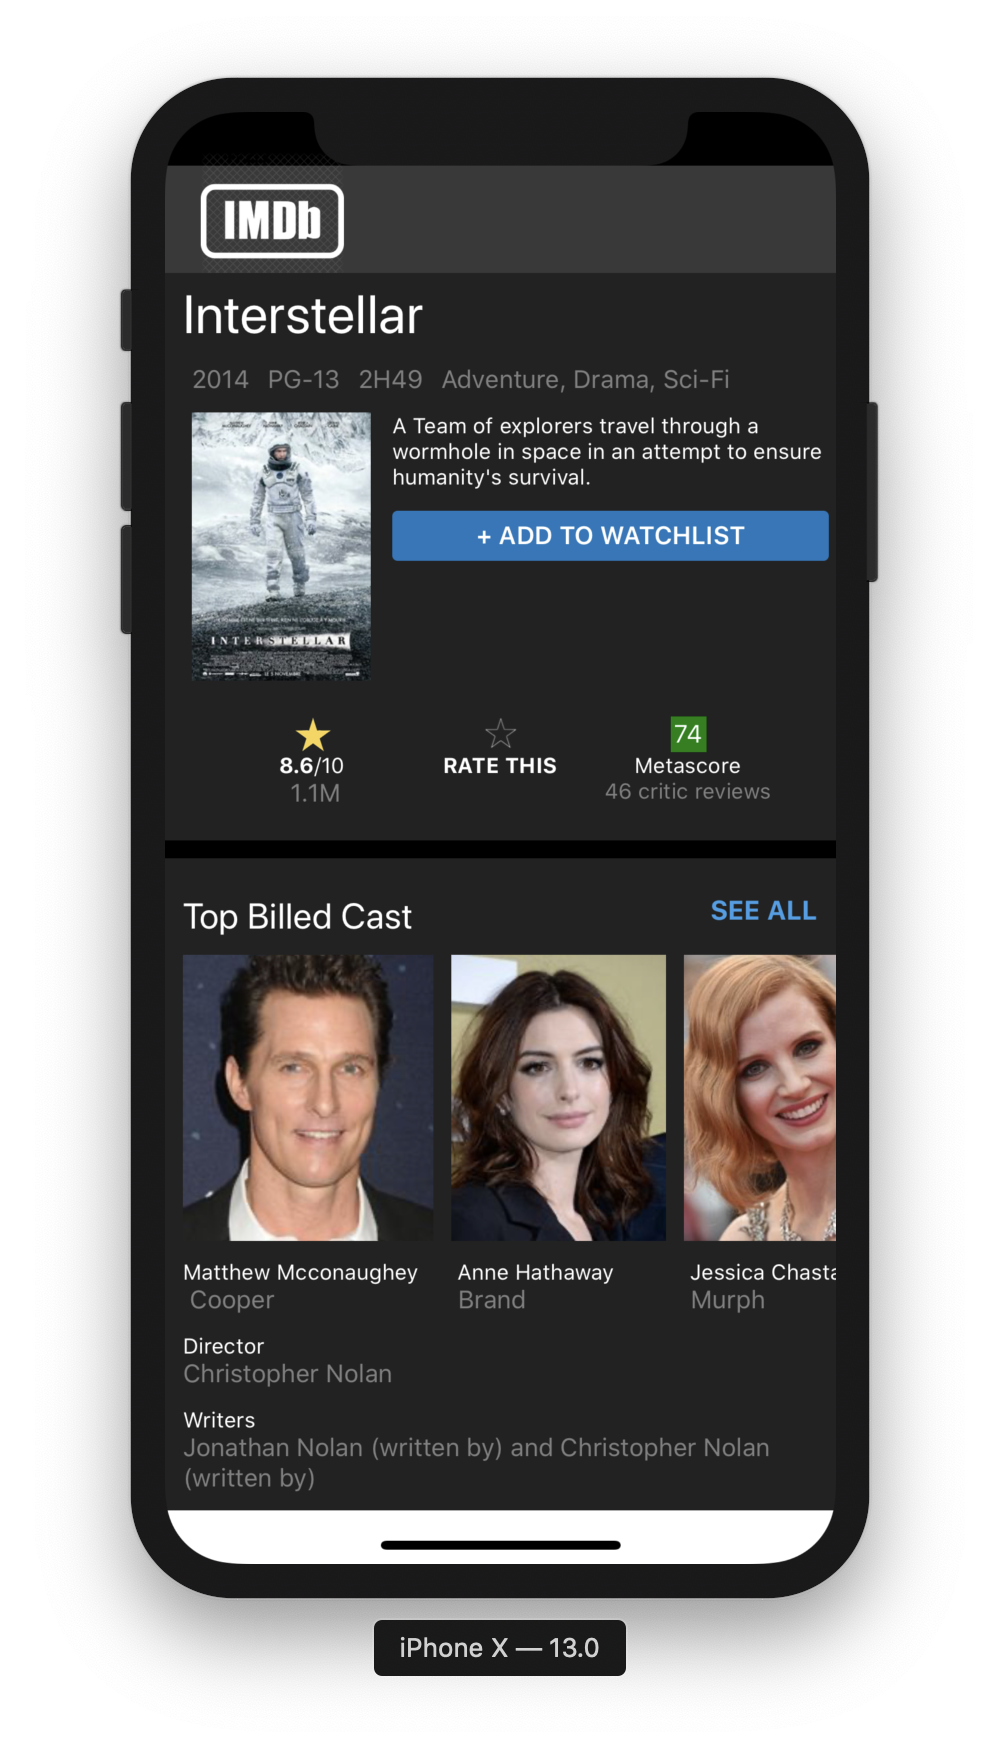 IMDb
Interstellar
2014 PG-13 2H49 Adventure, Drama, Sci-Fi
A Team of explorers travel through a
wormhole in space in an attempt to ensure
humanity's survival.
+ ADD TO WATCHLIST
INTERSTELLAR
8.6/10
1.1M
RATE THIS
74
Metascore
46 critic reviews
Top Billed Cast
SEE ALL
Matthew Mcconaughey
Cooper
Anne Hathaway
Brand
Jessica Chasta
Murph
Director
Christopher Nolan
Writers
Jonathan Nolan (written by) and Christopher Nolan
(written by)
iPhone X — 13.0